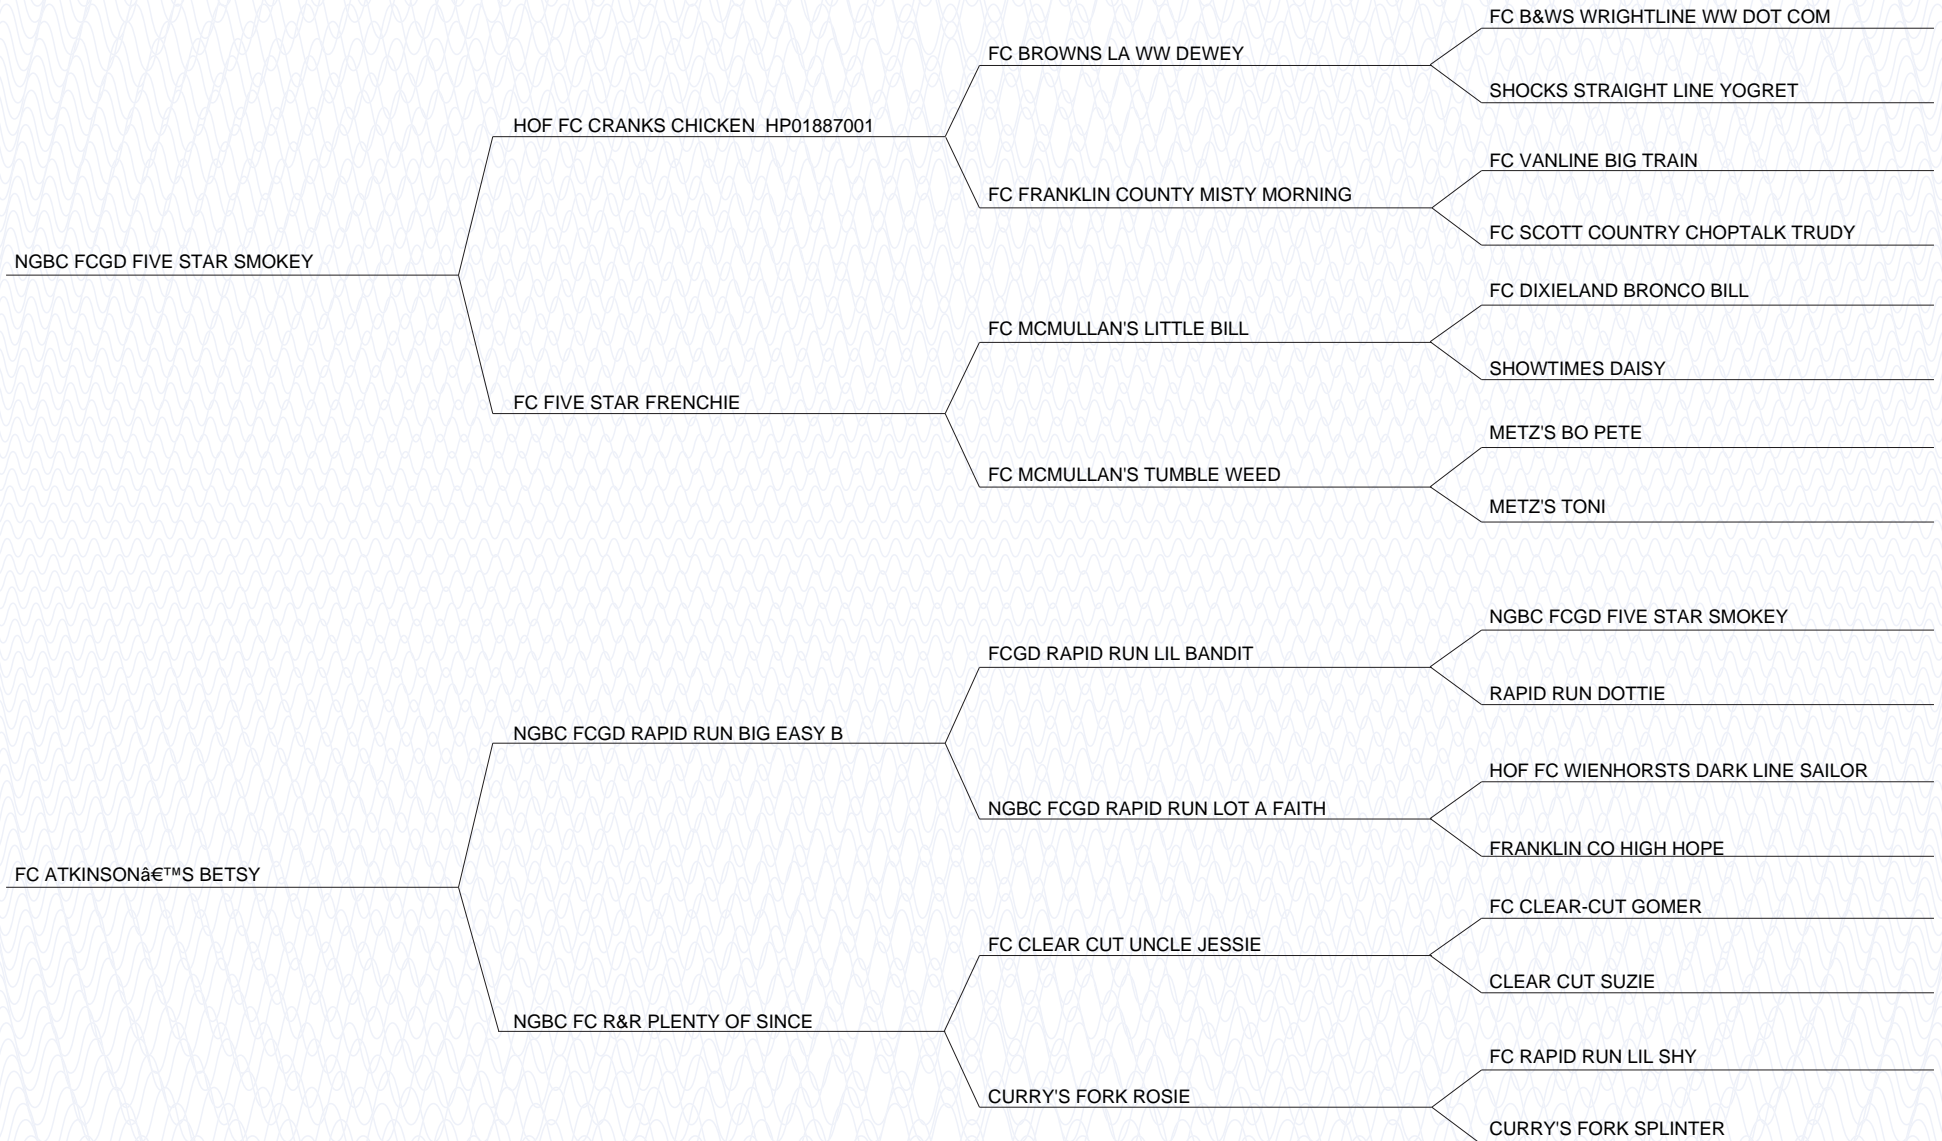 FC B&WS WRIGHTLINE WW DOT COM
FC BROWNS LA WW DEWEY
SHOCKS STRAIGHT LINE YOGRET
HOF FC CRANKS CHICKEN  HP01887001
FC VANLINE BIG TRAIN
FC FRANKLIN COUNTY MISTY MORNING
FC SCOTT COUNTRY CHOPTALK TRUDY
NGBC FCGD FIVE STAR SMOKEY
FC DIXIELAND BRONCO BILL
FC MCMULLAN'S LITTLE BILL
SHOWTIMES DAISY
FC FIVE STAR FRENCHIE
METZ'S BO PETE
FC MCMULLAN'S TUMBLE WEED
METZ'S TONI
NGBC FCGD FIVE STAR SMOKEY
FCGD RAPID RUN LIL BANDIT
RAPID RUN DOTTIE
NGBC FCGD RAPID RUN BIG EASY B
HOF FC WIENHORSTS DARK LINE SAILOR
NGBC FCGD RAPID RUN LOT A FAITH
FRANKLIN CO HIGH HOPE
FC ATKINSONâ€™S BETSY
FC CLEAR-CUT GOMER
FC CLEAR CUT UNCLE JESSIE
CLEAR CUT SUZIE
NGBC FC R&R PLENTY OF SINCE
FC RAPID RUN LIL SHY
CURRY'S FORK ROSIE
CURRY'S FORK SPLINTER